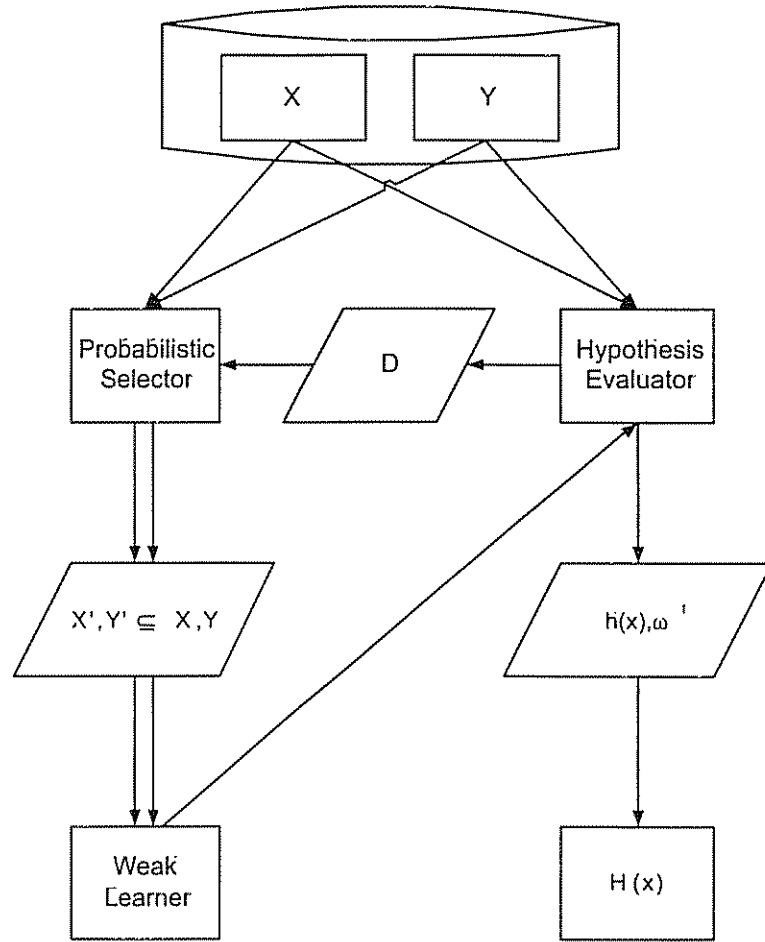 X
Y
Probabilistic
Selector
D
Hypothesis
Evaluator
X', Y' ⊆ X, Y
h(x),ω ᵗ
Weak
Learner
H (x)